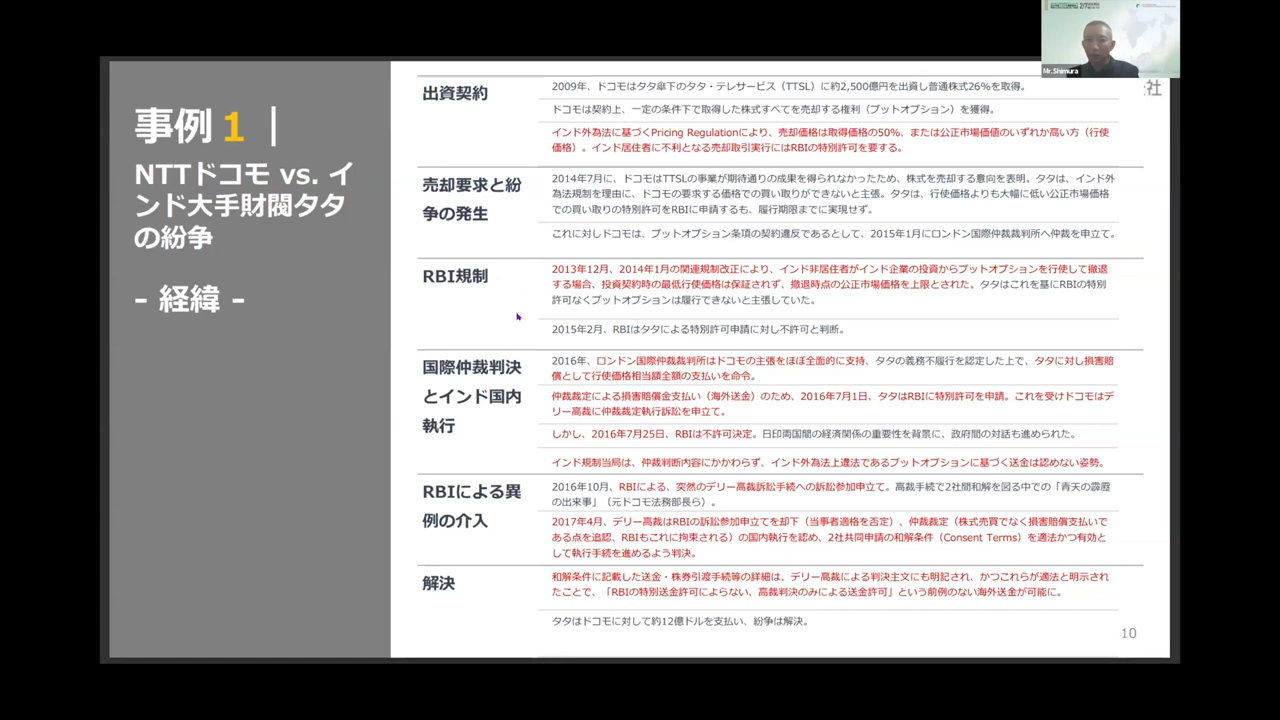 Mr.Shimura
社
事例 1 |
NTTドコモ vs. イ
ンド大手財閥タタ
の紛争
- 経緯 -
出資契約
2009年、ドコモはタタ傘下のタタ・テレサービス（TTSL）に約2,500億円を出資し普通株式26%を取得。
ドコモは契約上、一定の条件下で取得した株式すべてを売却する権利（プットオプション）を獲得。
インド外為法に基づくPricing Regulationにより、売却価格は取得価格の50%、または公正市場価値のいずれか高い方（行使
価格）。インド居住者に不利となる売却取引実行にはRBIの特別許可を要する。
売却要求と紛
争の発生
2014年7月に、ドコモはTTSLの事業が期待通りの成果を得られなかったため、株式を売却する意向を表明。タタは、インド外
為法規制を理由に、ドコモの要求する価格での買い取りができないと主張。タタは、行使価格よりも大幅に低い公正市場価格
での買い取りの特別許可をRBIに申請するも、履行期限までに実現せず。
これに対しドコモは、プットオプション条項の契約違反であるとして、2015年1月にロンドン国際仲裁裁判所へ仲裁を申立て。
RBI規制
2013年12月、2014年1月の関連規制改正により、インド非居住者がインド企業の投資からプットオプションを行使して撤退
する場合、投資契約時の最低行使価格は保証されず、撤退時点の公正市場価格を上限とされた。タタはこれを基にRBIの特別
許可なくプットオプションは履行できないと主張していた。
2015年2月、RBIはタタによる特別許可申請に対し不許可と判断。
国際仲裁判決
とインド国内
執行
2016年、ロンドン国際仲裁裁判所はドコモの主張をほぼ全面的に支持、タタの義務不履行を認定した上で、タタに対し損害賠
償として行使価格相当額全額の支払いを命令。
仲裁裁定による損害賠償金支払い（海外送金）のため、2016年7月1日、タタはRBIに特別許可を申請。これを受けドコモはデ
リー高裁に仲裁裁定執行訴訟を申立て。
しかし、2016年7月25日、RBIは不許可決定。日印両国間の経済関係の重要性を背景に、政府間の対話も進められた。
インド規制当局は、仲裁判断内容にかかわらず、インド外為法上違法であるプットオプションに基づく送金は認めない姿勢。
RBIによる異
例の介入
2016年10月、RBIによる、突然のデリー高裁訴訟手続への訴訟参加申立て。高裁手続で2社間和解を図る中での「青天の霹靂
の出来事」（元ドコモ法務部長ら）。
2017年4月、デリー高裁はRBIの訴訟参加申立てを却下（当事者適格を否定）、仲裁裁定（株式売買でなく損害賠償支払いで
ある点を追認、RBIもこれに拘束される）の国内執行を認め、2社共同申請の和解条件（Consent Terms）を適法かつ有効と
して執行手続を進めるよう判決。
解決
和解条件に記載した送金・株券引渡手続等の詳細は、デリー高裁による判決主文にも明記され、かつこれらが適法と明示され
たことで、「RBIの特別送金許可によらない、高裁判決のみによる送金許可」という前例のない海外送金が可能に。
タタはドコモに対して約12億ドルを支払い、紛争は解決。
10